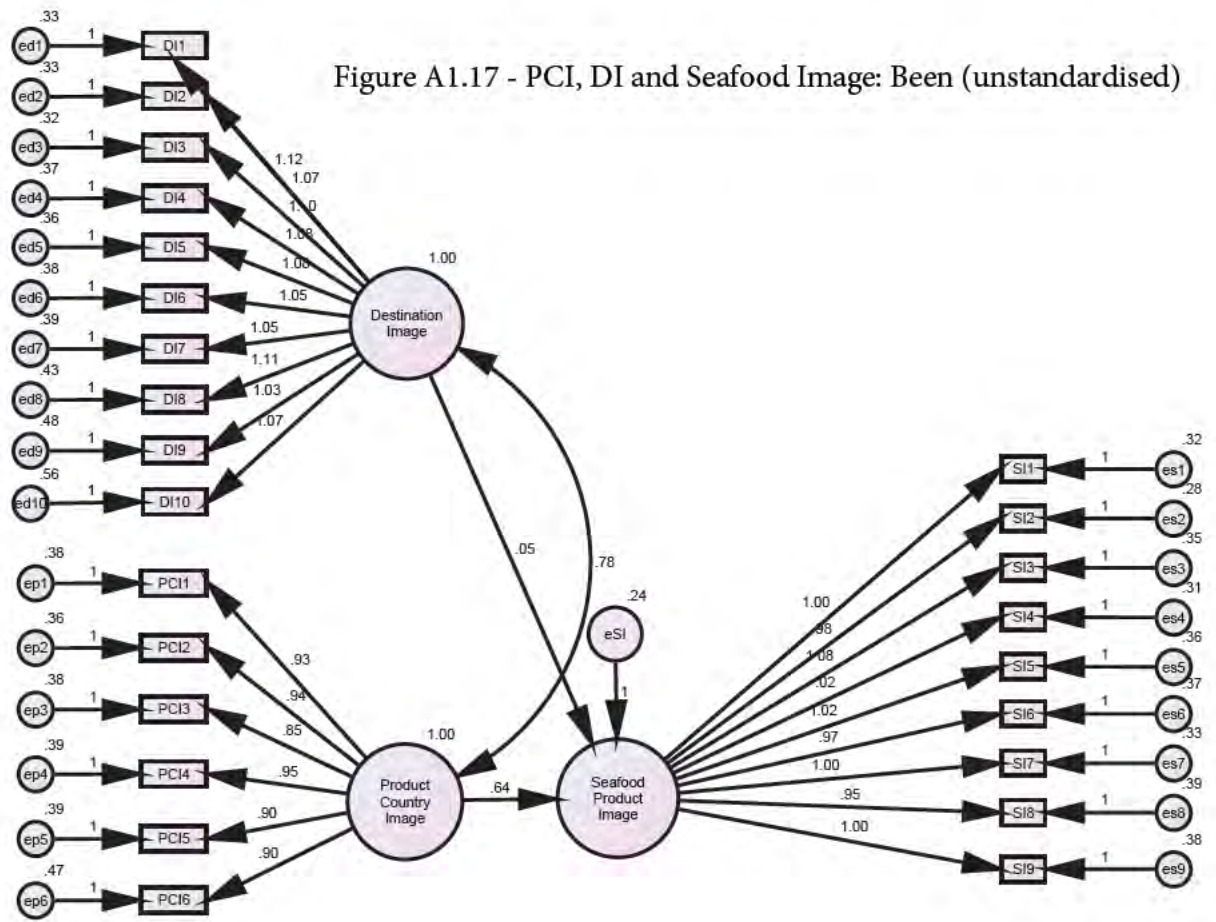 Figure A1.17 - PCI, DI and Seafood Image: Been (unstandardised)
.33
ed1 1 DI1
.33
ed2 1 DI2
.32
ed3 1 DI3
.37
ed4 1 DI4
.36
ed5 1 DI5
.38
ed6 1 DI6
.39
ed7 1 DI7
.43
ed8 1 DI8
.48
ed9 1 DI9
.56
ed10 1 DI10
1.12
1.07
1.08
1.05
1.05
1.11
1.03
1.07
1.00
Destination
Image
.05
.78
.38
ep1 1 PCI1
.36
ep2 1 PCI2
.38
ep3 1 PCI3
.39
ep4 1 PCI4
.39
ep5 1 PCI5
.47
ep6 1 PCI6
.93
.94
.85
.95
.90
.90
1.00
Product
Country
Image
.64
.24
eSI
1
Seafood
Product
Image
1.00
.98
1.08
1.02
.97
1.00
.95
1.00
.32
SI1 1 es1
.28
SI2 1 es2
.35
SI3 1 es3
.31
SI4 1 es4
.36
SI5 1 es5
.37
SI6 1 es6
.33
SI7 1 es7
.39
SI8 1 es8
.38
SI9 1 es9